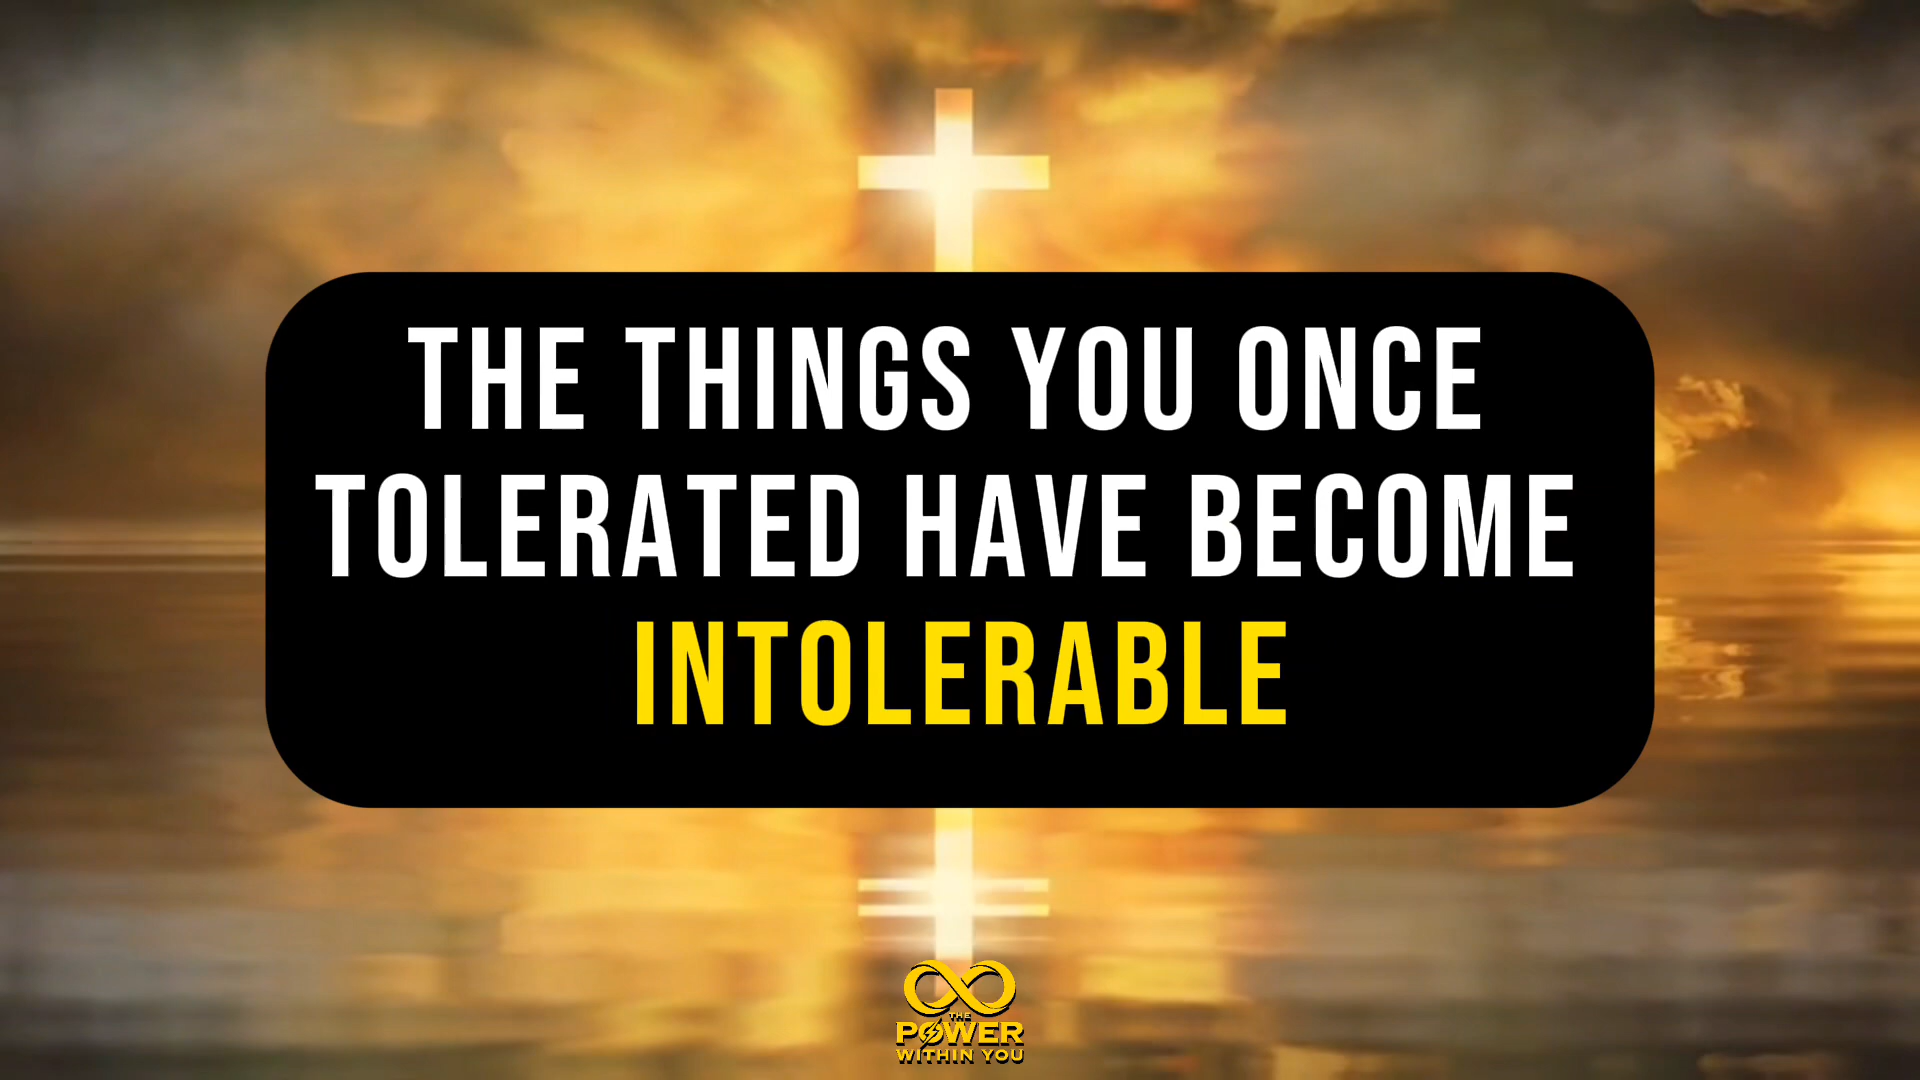 THE THINGS YOU ONCE
TOLERATED HAVE BECOME
INTOLERABLE
THE
POWER
WITHIN YOU